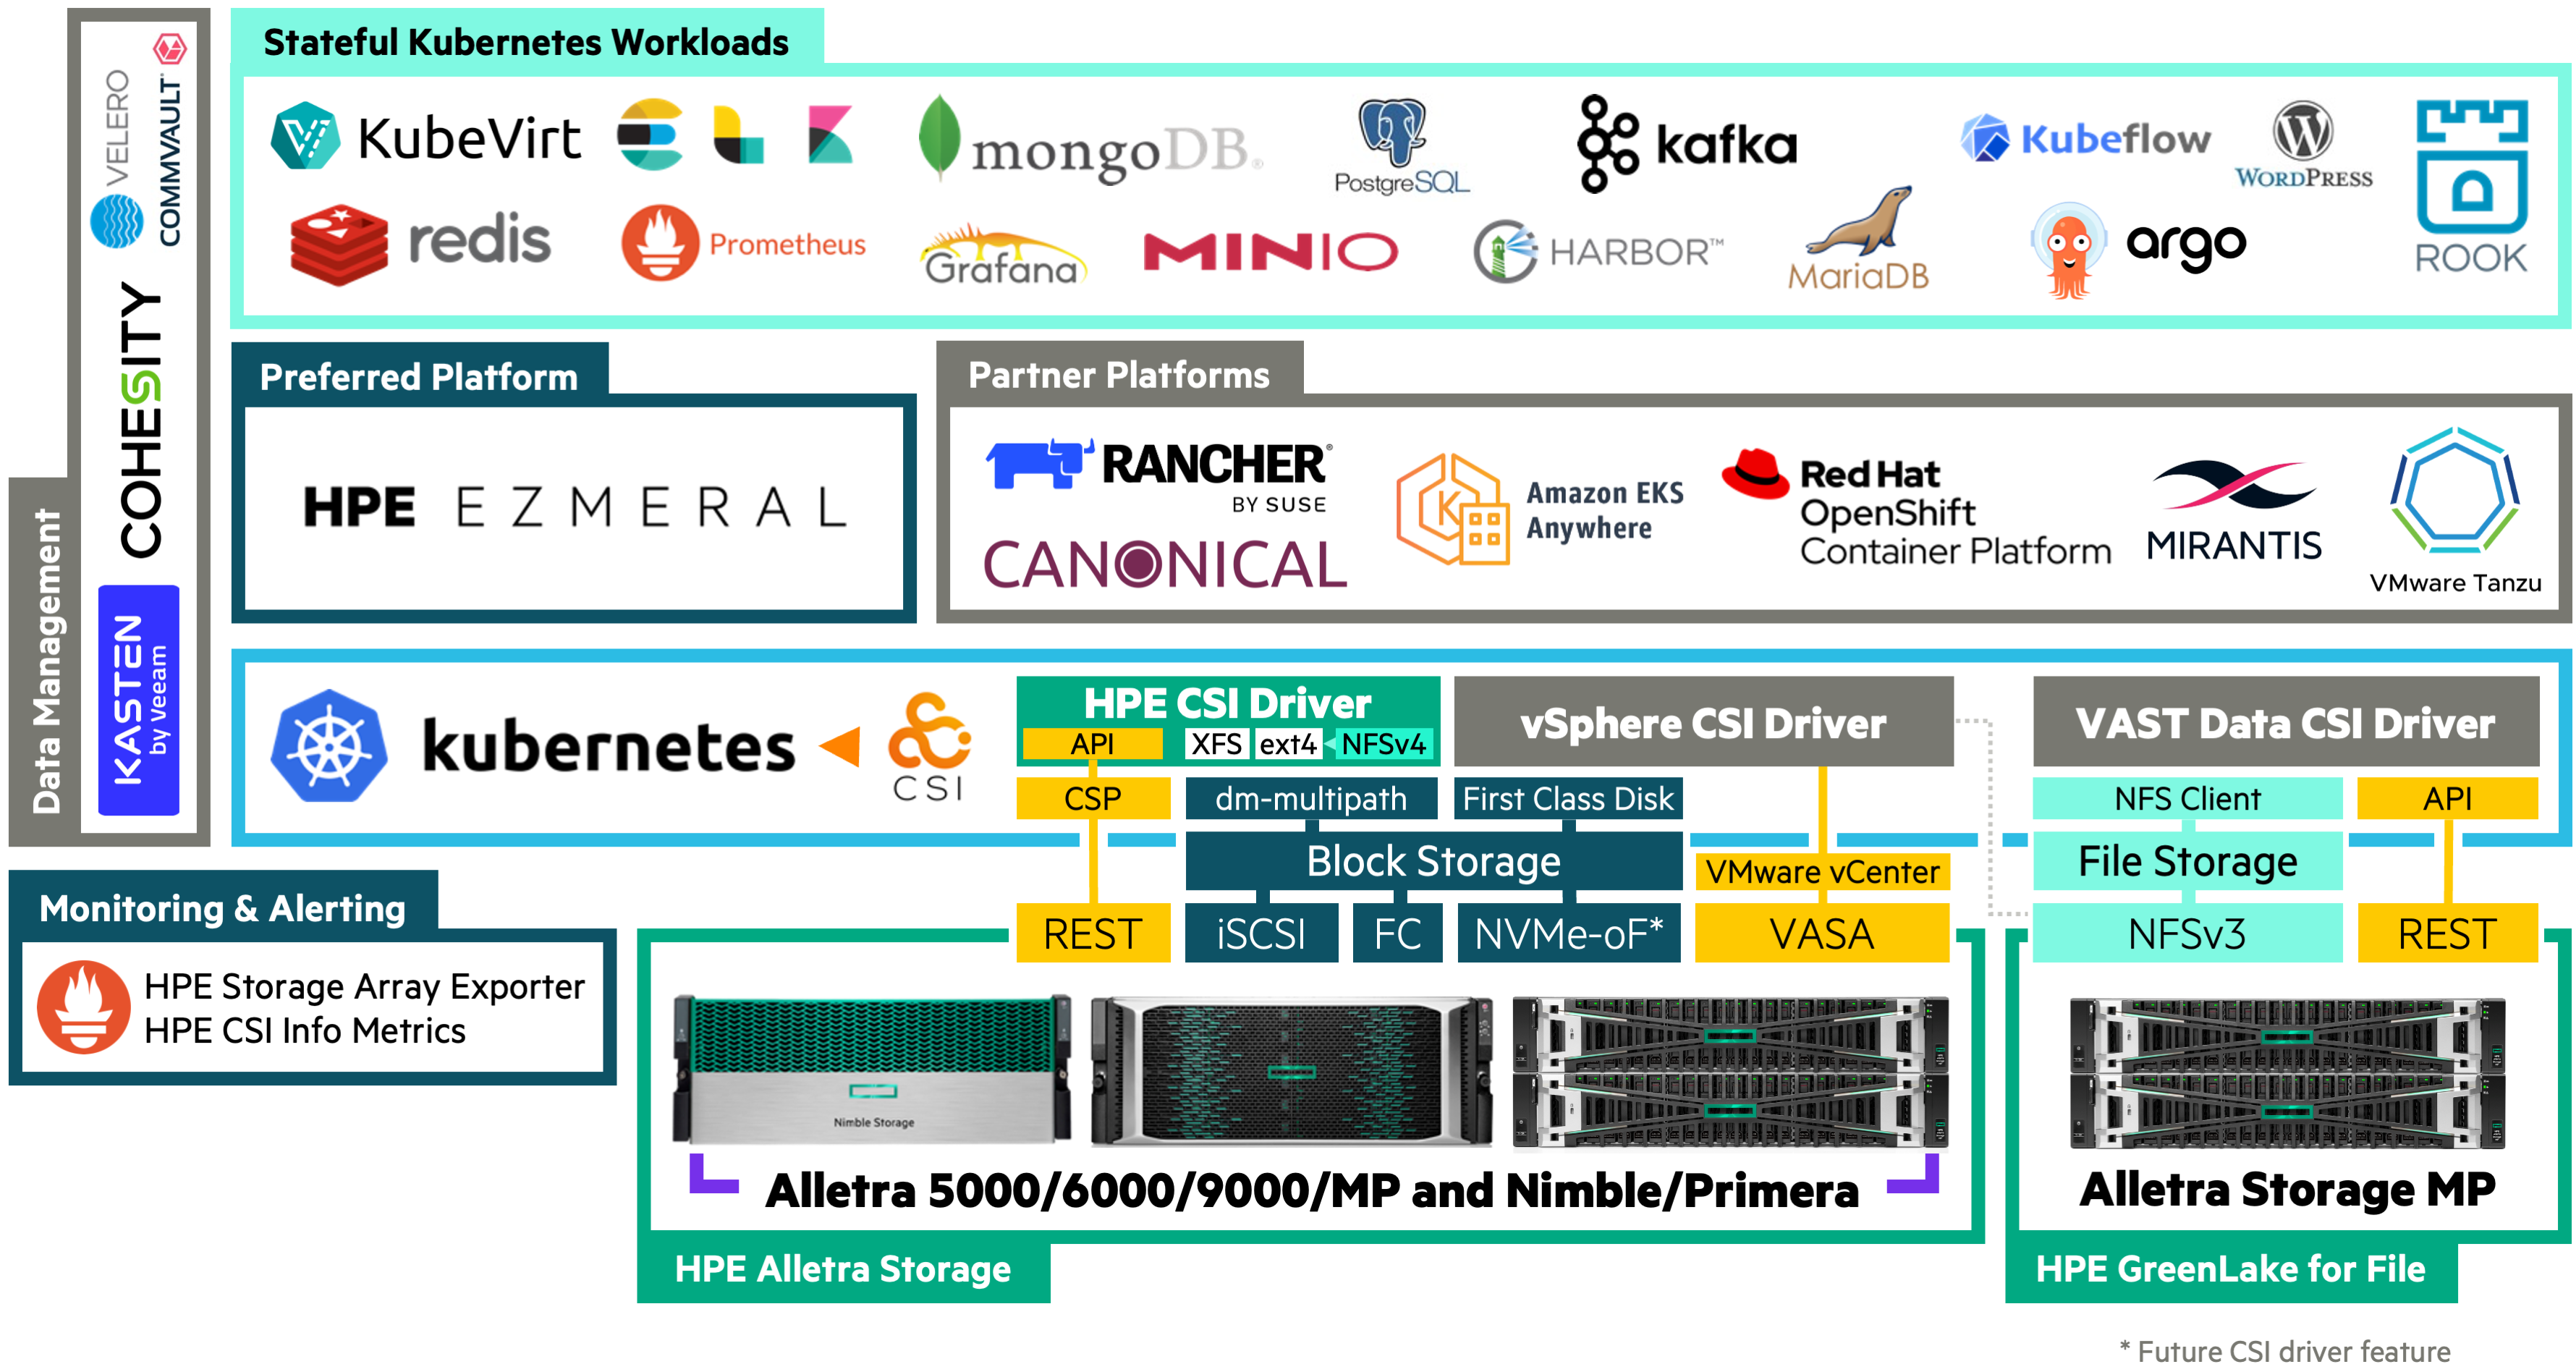 Stateful Kubernetes Workloads
KubeVirt
mongoDB®
PostgreSQL
kafka
Kubeflow
WORDPRESS
ROOK
redis
Prometheus
Grafana
MINIO
HARBOR™
MariaDB
argo
Data Management
VELERO
COMMVAULT
COHESITY
KASTEN
by Veeam
Preferred Platform
HPE EZMERAL
Partner Platforms
RANCHER®
BY SUSE
CANONICAL
Amazon EKS
Anywhere
Red Hat
OpenShift
Container Platform
MIRANTIS
VMware Tanzu
kubernetes
CSI
HPE CSI Driver
API
XFS
ext4
NFSv4
CSP
dm-multipath
vSphere CSI Driver
First Class Disk
Block Storage
VMware vCenter
REST
iSCSI
FC
NVMe-oF*
VASA
VAST Data CSI Driver
NFS Client
API
File Storage
NFSv3
REST
Monitoring & Alerting
HPE Storage Array Exporter
HPE CSI Info Metrics
Nimble Storage
Alletra 5000/6000/9000/MP and Nimble/Primera
HPE Alletra Storage
Alletra Storage MP
HPE GreenLake for File
* Future CSI driver feature